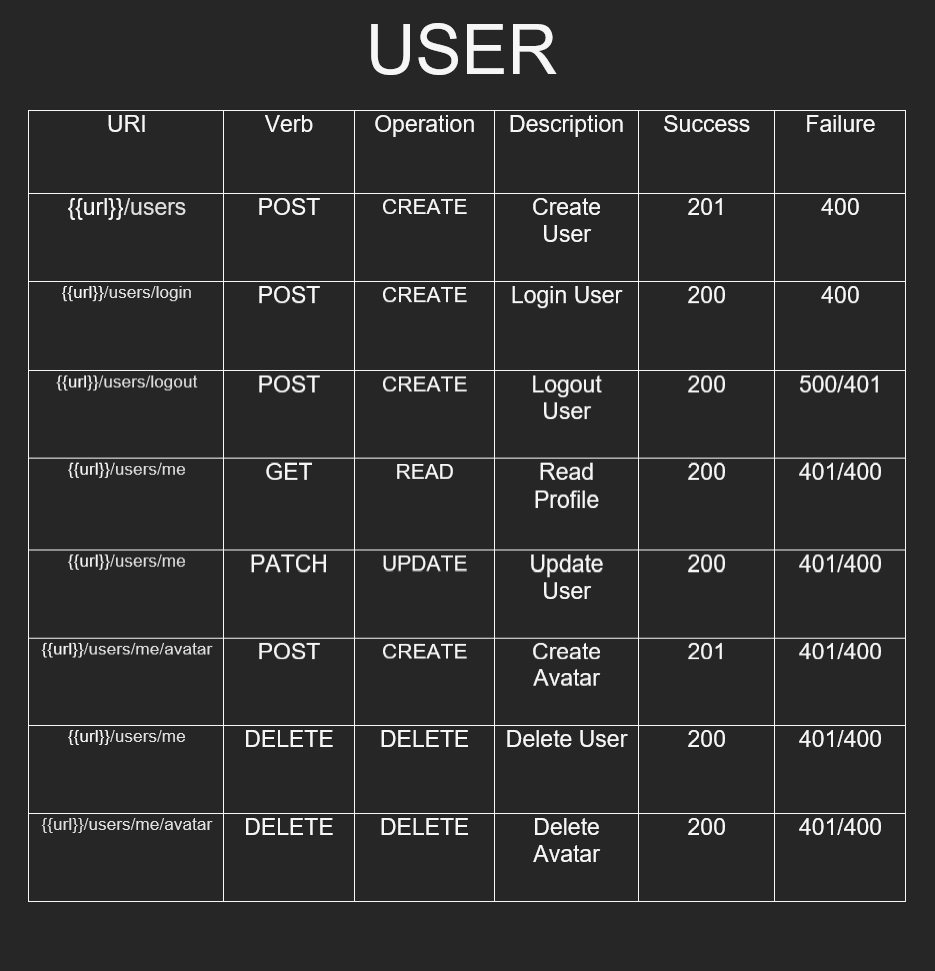 USER
URI Verb Operation Description Success Failure
{{url}}/users POST CREATE Create User 201 400
{{url}}/users/login POST CREATE Login User 200 400
{{url}}/users/logout POST CREATE Logout User 200 500/401
{{url}}/users/me GET READ Read Profile 200 401/400
{{url}}/users/me PATCH UPDATE Update User 200 401/400
{{url}}/users/me/avatar POST CREATE Create Avatar 201 401/400
{{url}}/users/me DELETE DELETE Delete User 200 401/400
{{url}}/users/me/avatar DELETE DELETE Delete Avatar 200 401/400